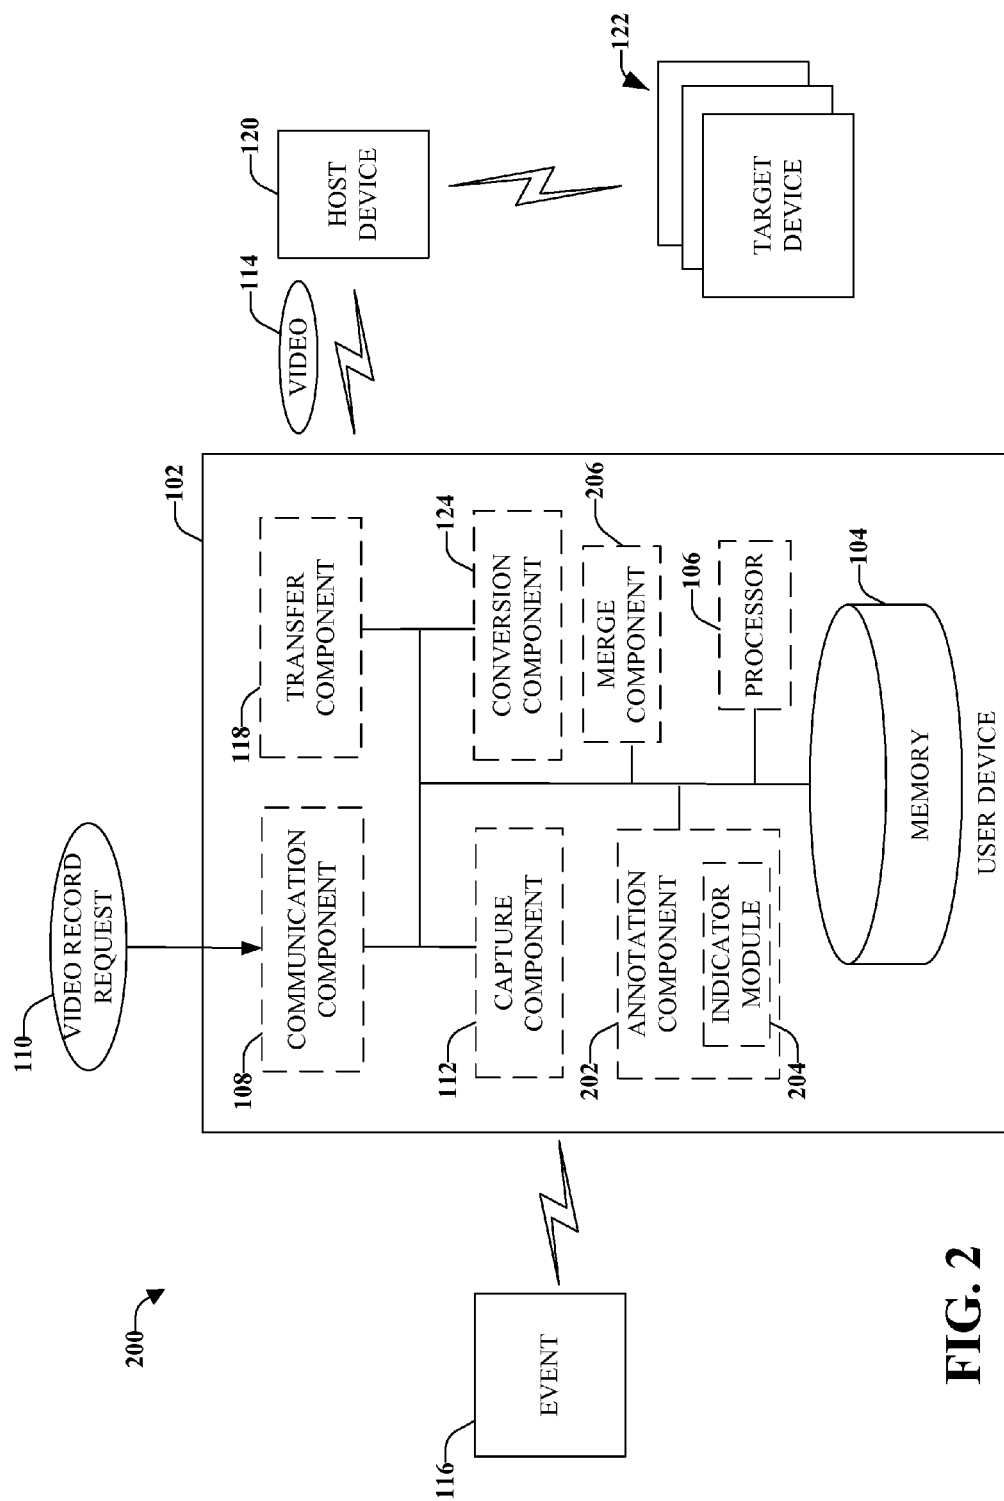 200
110
VIDEO RECORD
REQUEST
102
108
COMMUNICATION
COMPONENT
118
TRANSFER
COMPONENT
114
VIDEO
120
HOST
DEVICE
116
EVENT
112
CAPTURE
COMPONENT
124
CONVERSION
COMPONENT
202
ANNOTATION
COMPONENT
INDICATOR
MODULE
204
206
MERGE
COMPONENT
106
PROCESSOR
104
MEMORY
USER DEVICE
122
TARGET
DEVICE
FIG. 2